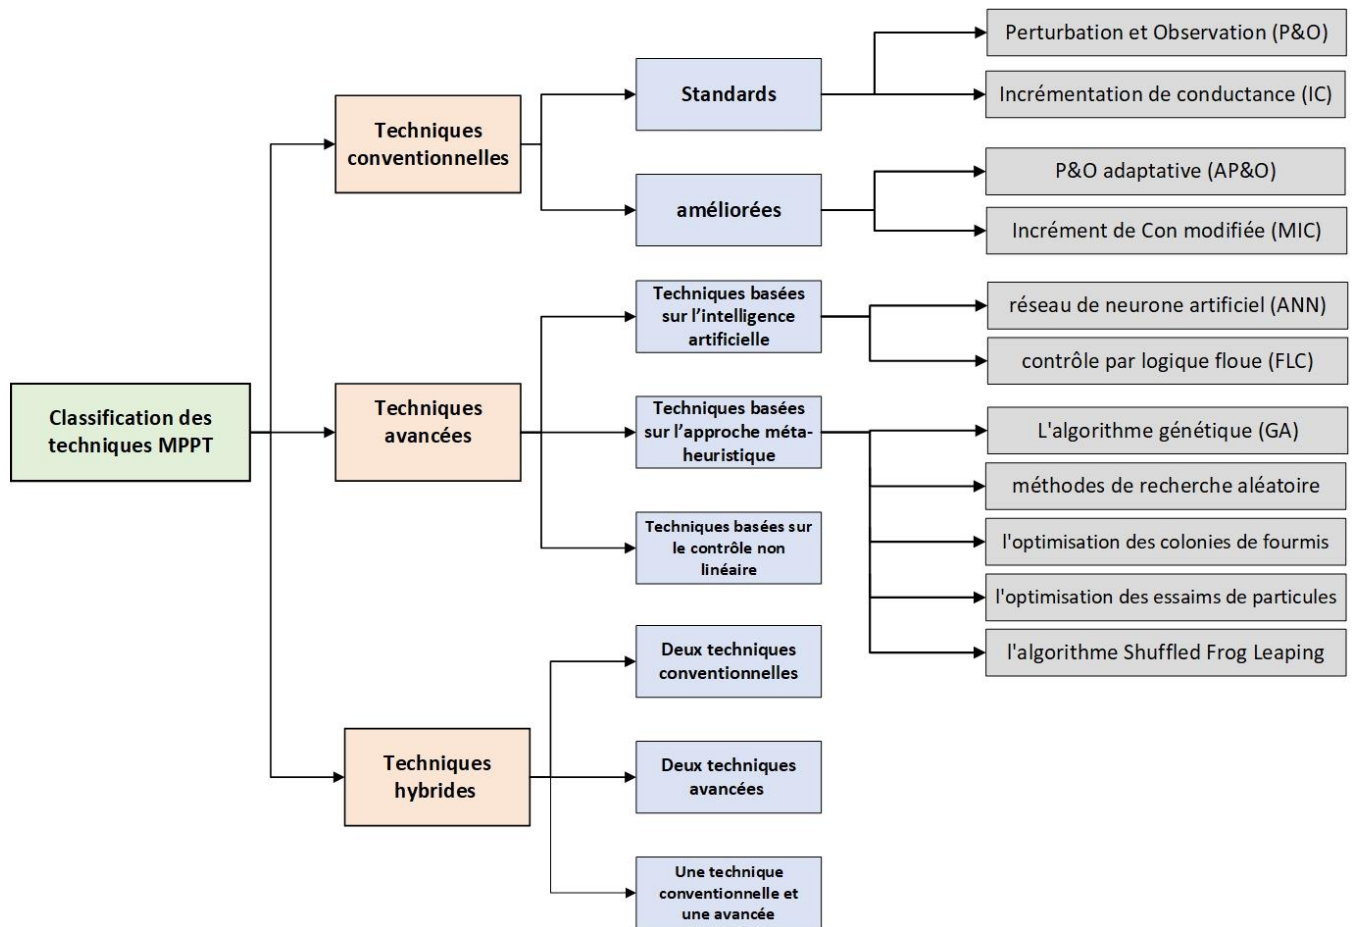 Classification des
techniques MPPT
Techniques
conventionnelles
Standards
Perturbation et Observation (P&O)
Incrémentation de conductance (IC)
améliorées
P&O adaptative (AP&O)
Incrément de Con modifiée (MIC)
Techniques
avancées
Techniques basées
sur l’intelligence
artificielle
réseau de neurone artificiel (ANN)
contrôle par logique floue (FLC)
Techniques basées
sur l’approche méta-
heuristique
L'algorithme génétique (GA)
méthodes de recherche aléatoire
l'optimisation des colonies de fourmis
l'optimisation des essaims de particules
l'algorithme Shuffled Frog Leaping
Techniques basées sur
le contrôle non
linéaire
Techniques
hybrides
Deux techniques
conventionnelles
Deux techniques
avancées
Une technique
conventionnelle et
une avancée